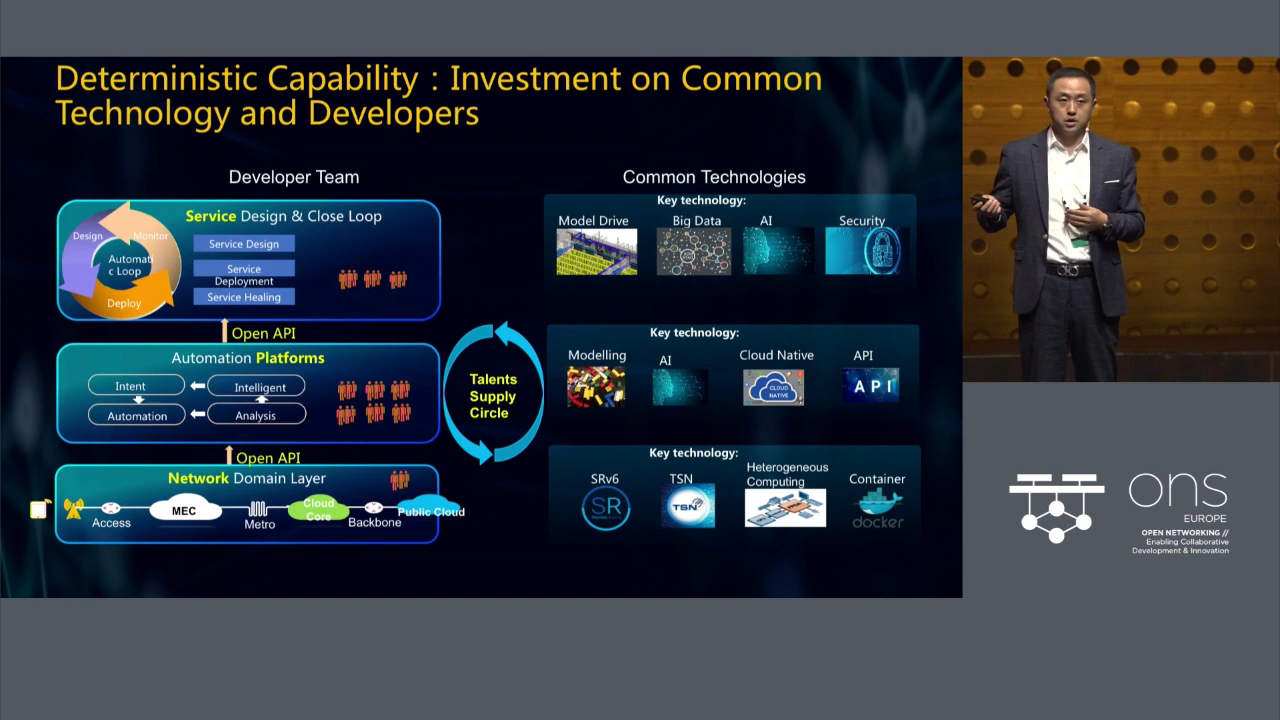 Deterministic Capability：Investment on Common
Technology and Developers
Developer Team
Service Design & Close Loop
Design
Monitor
Automati
c Loop
Deploy
Service Design
Service
Deployment
Service Healing
Open API
Automation Platforms
Intent
Intelligent
Automation
Analysis
Open API
Network Domain Layer
Access
MEC
Metro
Cloud
Core
Backbone
Public Cloud
Talents
Supply
Circle
Common Technologies
Key technology:
Model Drive
Big Data
AI
Security
Key technology:
Modelling
AI
Cloud Native
API
CLOUD
NATIVE
API
Key technology:
SRv6
TSN
Heterogeneous
Computing
Container
SR
TSN
docker
ons
EUROPE
OPEN NETWORKING //
Enabling Collaborative
Development & Innovation